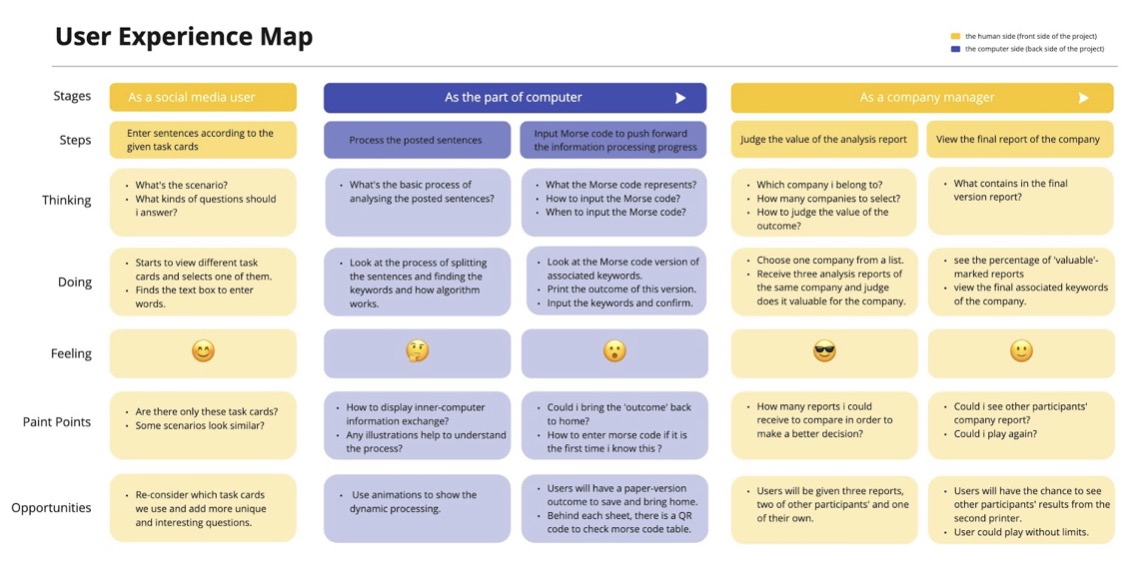 User Experience Map
the human side (front side of the project)
the computer side (back side of the project)
Stages
As a social media user
As the part of computer
As a company manager
Steps
Enter sentences according to the
given task cards
Process the posted sentences
Input Morse code to push forward
the information processing progress
Judge the value of the analysis report
View the final report of the company
Thinking
• What's the scenario?
• What kinds of questions should
i answer?
• What's the basic process of
analysing the posted sentences?
• What the Morse code represents?
• How to input the Morse code?
• When to input the Morse code?
• Which company i belong to?
• How many companies to select?
• How to judge the value of the
outcome?
• What contains in the final
version report?
Doing
• Starts to view different task
cards and selects one of them.
• Finds the text box to enter
words.
• Look at the process of splitting
the sentences and finding the
keywords and how algorithm
works.
• Look at the Morse code version of
associated keywords.
• Print the outcome of this version.
• Input the keywords and confirm.
• Choose one company from a list.
• Receive three analysis reports of
the same company and judge
does it valuable for the company.
• see the percentage of 'valuable'-
marked reports
• view the final associated keywords
of the company.
Feeling
Paint Points
• Are there only these task cards?
• Some scenarios look similar?
• How to display inner-computer
information exchange?
• Any illustrations help to understand
the process?
• Could i bring the 'outcome' back
to home?
• How to enter morse code if it is
the first time i know this ?
• How many reports i could
receive to compare in order to
make a better decision?
• Could i see other participants'
company report?
• Could i play again?
Opportunities
• Re-consider which task cards
we use and add more unique
and interesting questions.
• Use animations to show the
dynamic processing.
• Users will have a paper-version
outcome to save and bring home.
• Behind each sheet, there is a QR
code to check morse code table.
• Users will be given three reports,
two of other participants' and one
of their own.
• Users will have the chance to see
other participants' results from the
second printer.
• User could play without limits.